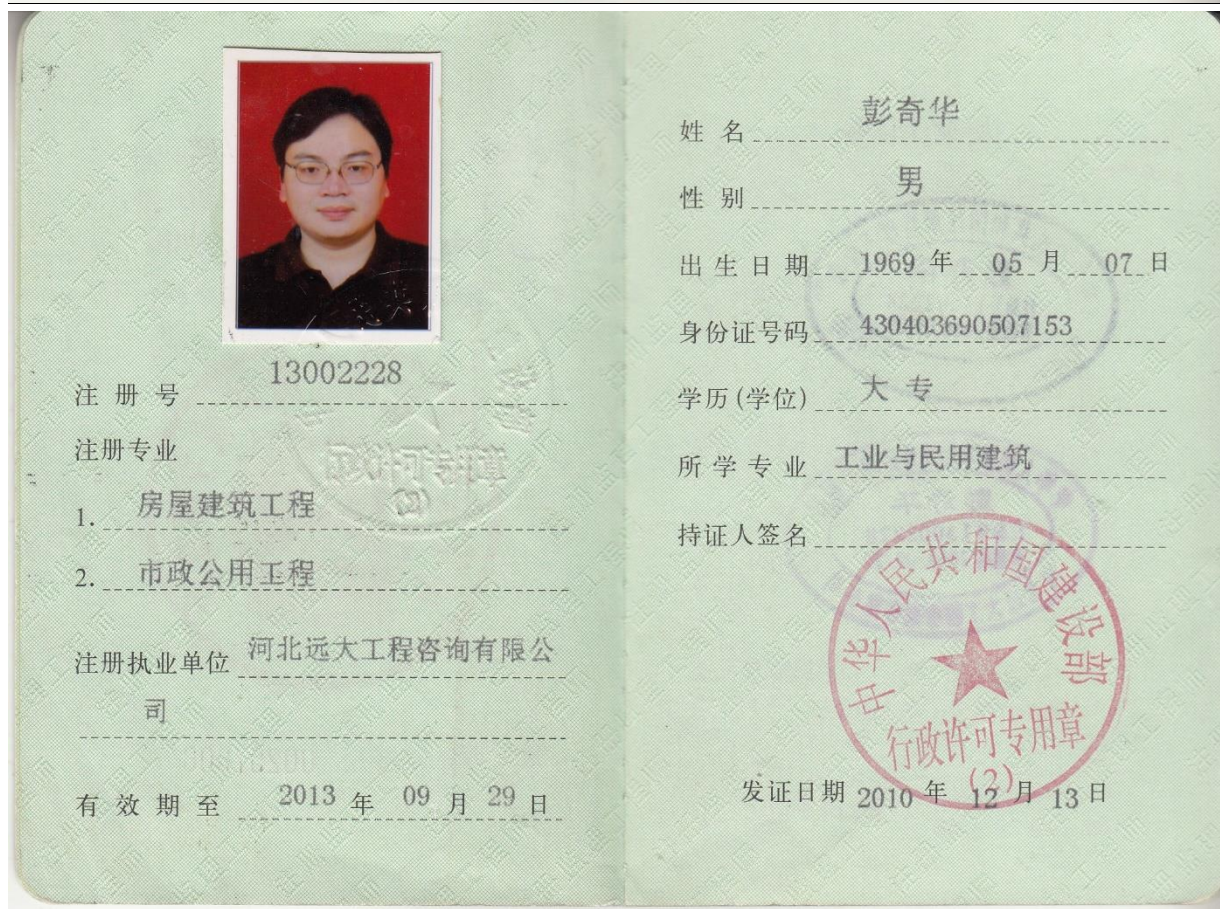 13002228
注 册 号
注册专业
1. 房屋建筑工程
2. 市政公用工程
注册执业单位 河北远大工程咨询有限公
司
有 效 期 至 2013 年 09 月 29 日
姓 名 彭奇华
性 别 男
出 生 日 期 1969 年 05 月 07 日
身份证号码 430403690507153
学历(学位) 大 专
所 学 专 业 工业与民用建筑
持证人签名
中华人民共和国建设部
行政许可专用章
(2)
发证日期 2010 年 12 月 13 日